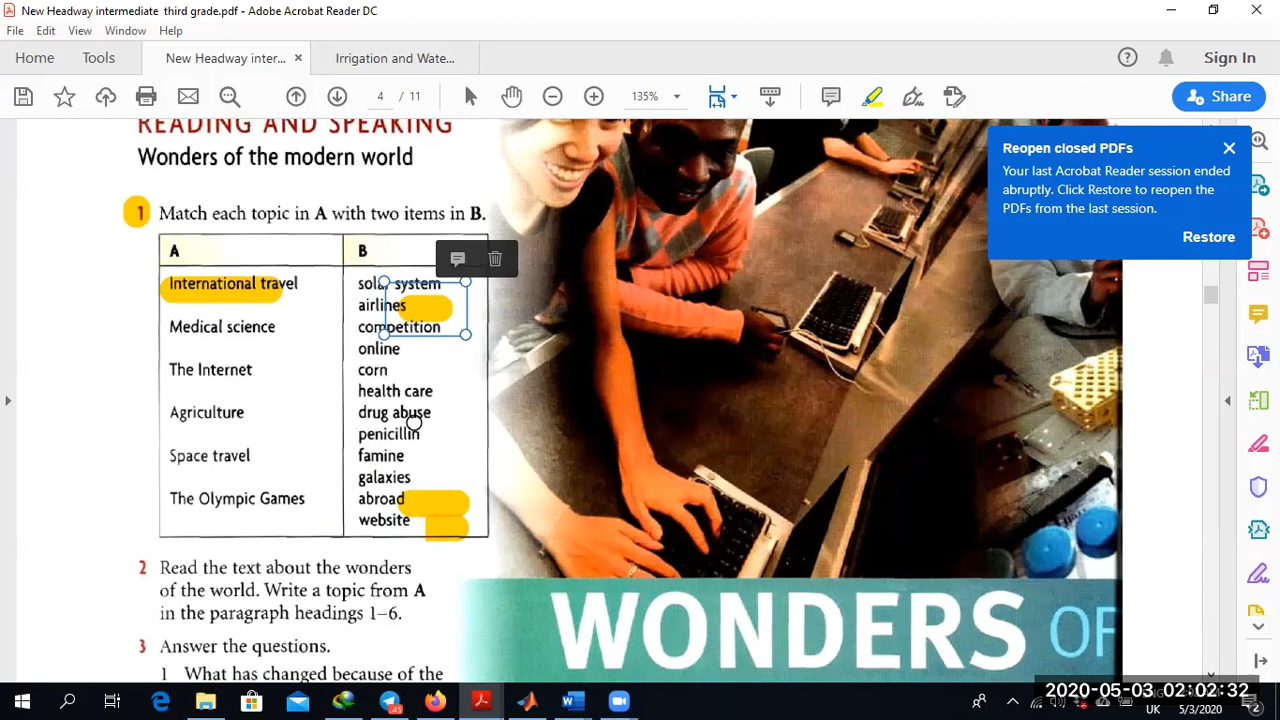 New Headway intermediate third grade.pdf - Adobe Acrobat Reader DC
File Edit View Window Help
Home Tools New Headway inter... × Irrigation and Wate... Sign In
4 / 11 135% Share
READING AND SPEAKING
Wonders of the modern world
1 Match each topic in A with two items in B.
A B
International travel solar system
airlines
Medical science competition
online
The Internet corn
health care
Agriculture drug abuse
penicillin
Space travel famine
galaxies
The Olympic Games abroad
website
2 Read the text about the wonders
of the world. Write a topic from A
in the paragraph headings 1–6.
3 Answer the questions.
1 What has changed because of the
WONDERS OF
Reopen closed PDFs
Your last Acrobat Reader session ended
abruptly. Click Restore to reopen the
PDFs from the last session.
Restore
2020-05-03 02:02:32
UK 5/3/2020